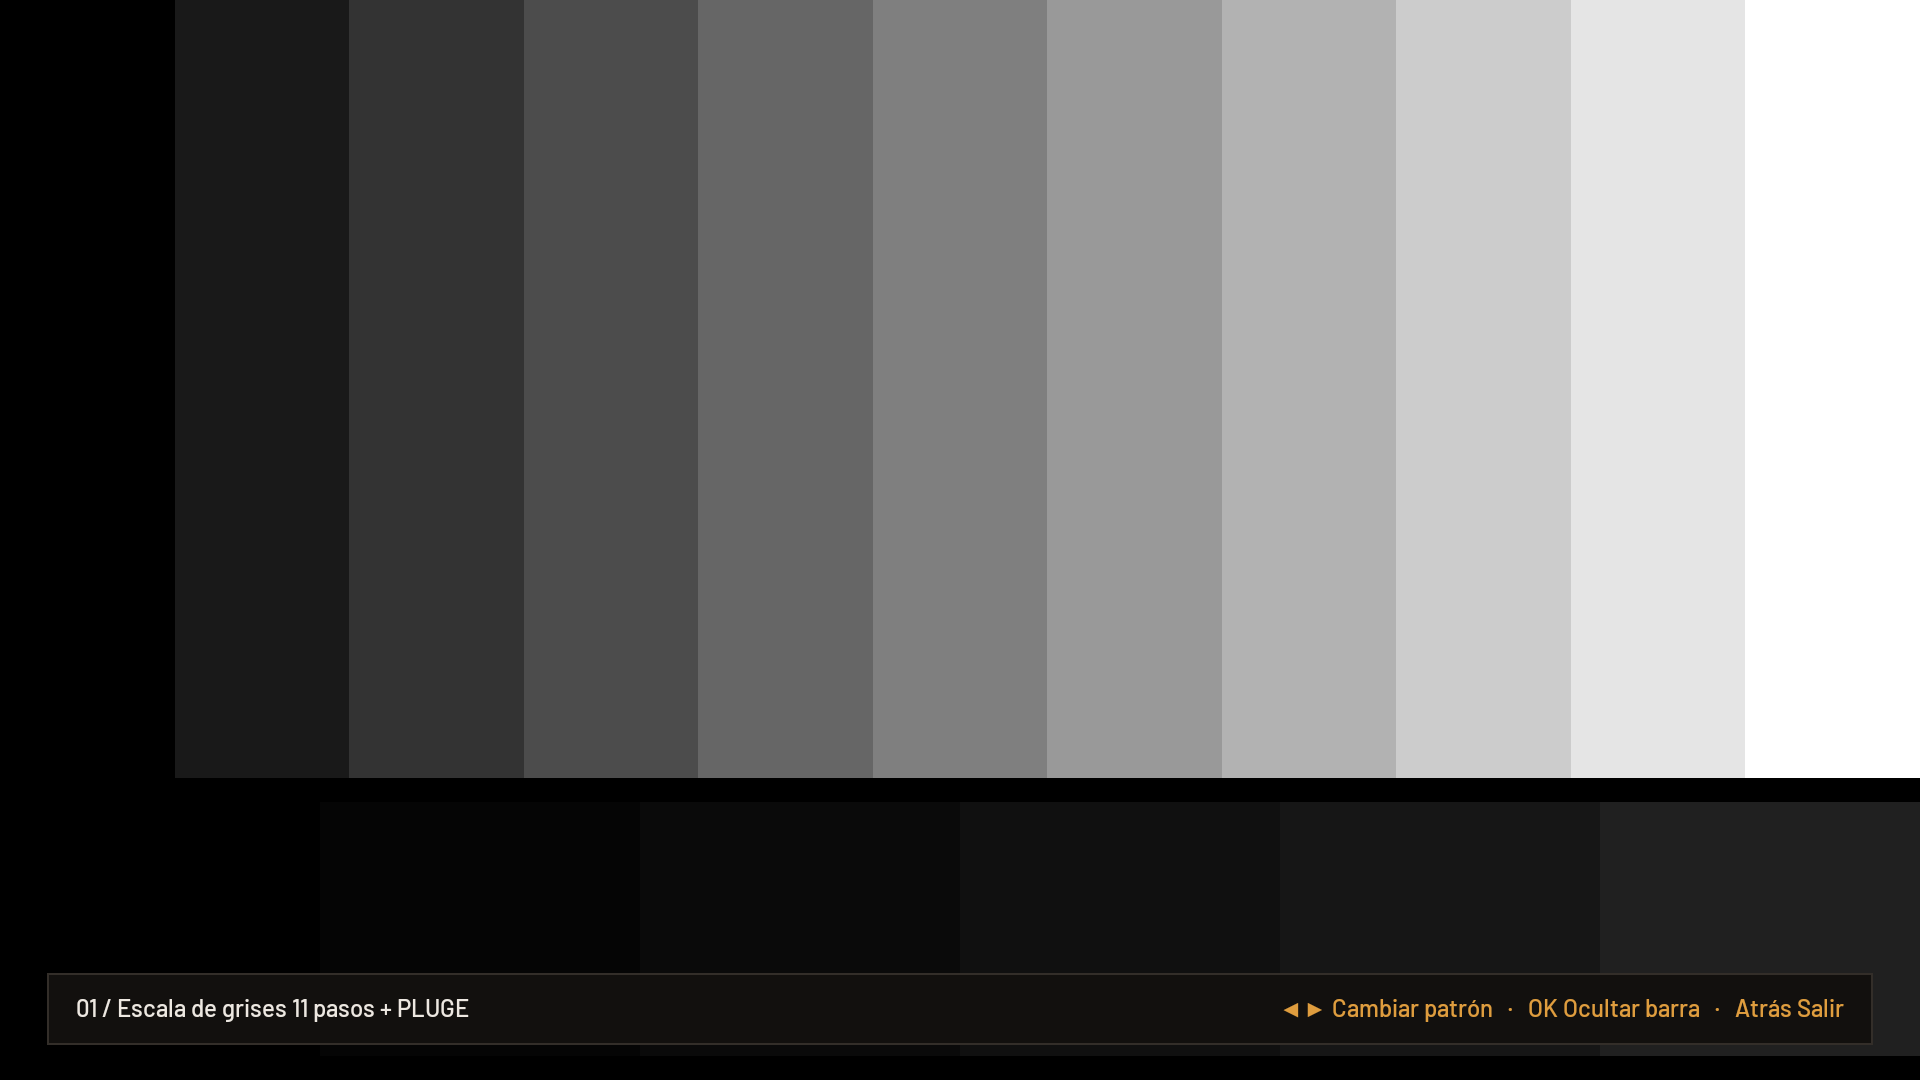 01 / Escala de grises 11 pasos + PLUGE
◄ ► Cambiar patrón · OK Ocultar barra · Atrás Salir